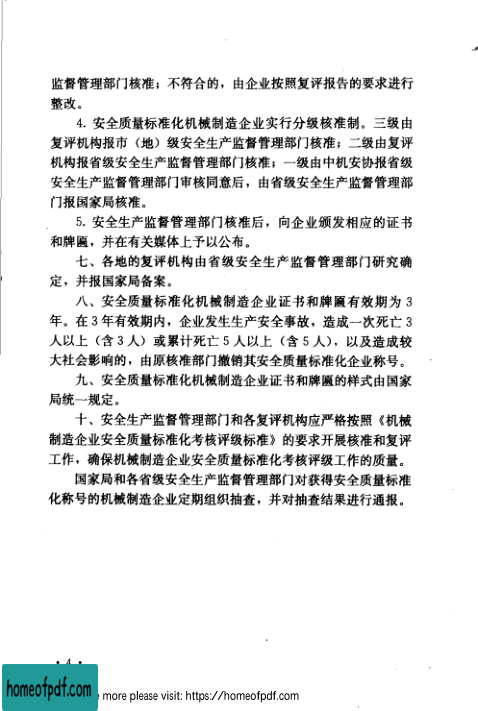 监督管理部门核准；不符合的，由企业按照复评报告的要求进行
整改。
4. 安全质量标准化机械制造企业实行分级核准制。三级由
复评机构报市（地）级安全生产监督管理部门核准；二级由复评
机构报省级安全生产监督管理部门核准；一级由中机安协报省级
安全生产监督管理部门审核同意后，由省级安全生产监督管理部
门报国家局核准。
5. 安全生产监督管理部门核准后，向企业颁发相应的证书
和牌匾，并在有关媒体上予以公布。
七、各地的复评机构由省级安全生产监督管理部门研究确
定，并报国家局备案。
八、安全质量标准化机械制造企业证书和牌匾有效期为 3
年。在 3 年有效期内，企业发生生产安全事故，造成一次死亡 3
人以上（含 3 人）或累计死亡 5 人以上（含 5 人），以及造成较
大社会影响的，由原核准部门撤销其安全质量标准化企业称号。
九、安全质量标准化机械制造企业证书和牌匾的样式由国家
局统一规定。
十、安全生产监督管理部门和各复评机构应严格按照《机械
制造企业安全质量标准化考核评级标准》的要求开展核准和复评
工作，确保机械制造企业安全质量标准化考核评级工作的质量。
国家局和各省级安全生产监督管理部门对获得安全质量标准
化称号的机械制造企业定期组织抽查，并对抽查结果进行通报。
· 4 ·
homeofpdf.com
more please visit: https://homeofpdf.com